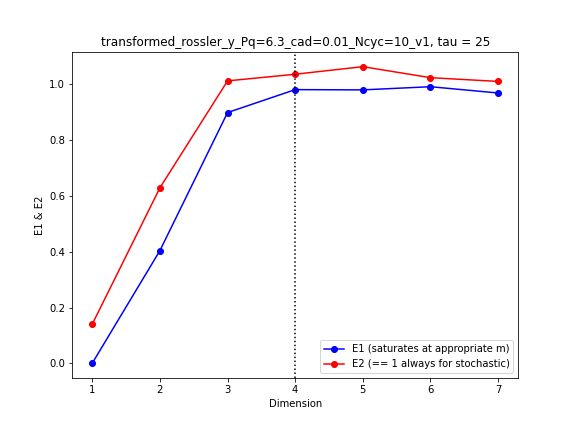 transformed_rossler_y_Pq=6.3_cad=0.01_Ncyc=10_v1, tau = 25
1.0
0.8
0.6
0.4
0.2
0.0
E1 & E2
E1 (saturates at appropriate m)
E2 (== 1 always for stochastic)
1 2 3 4 5 6 7
Dimension